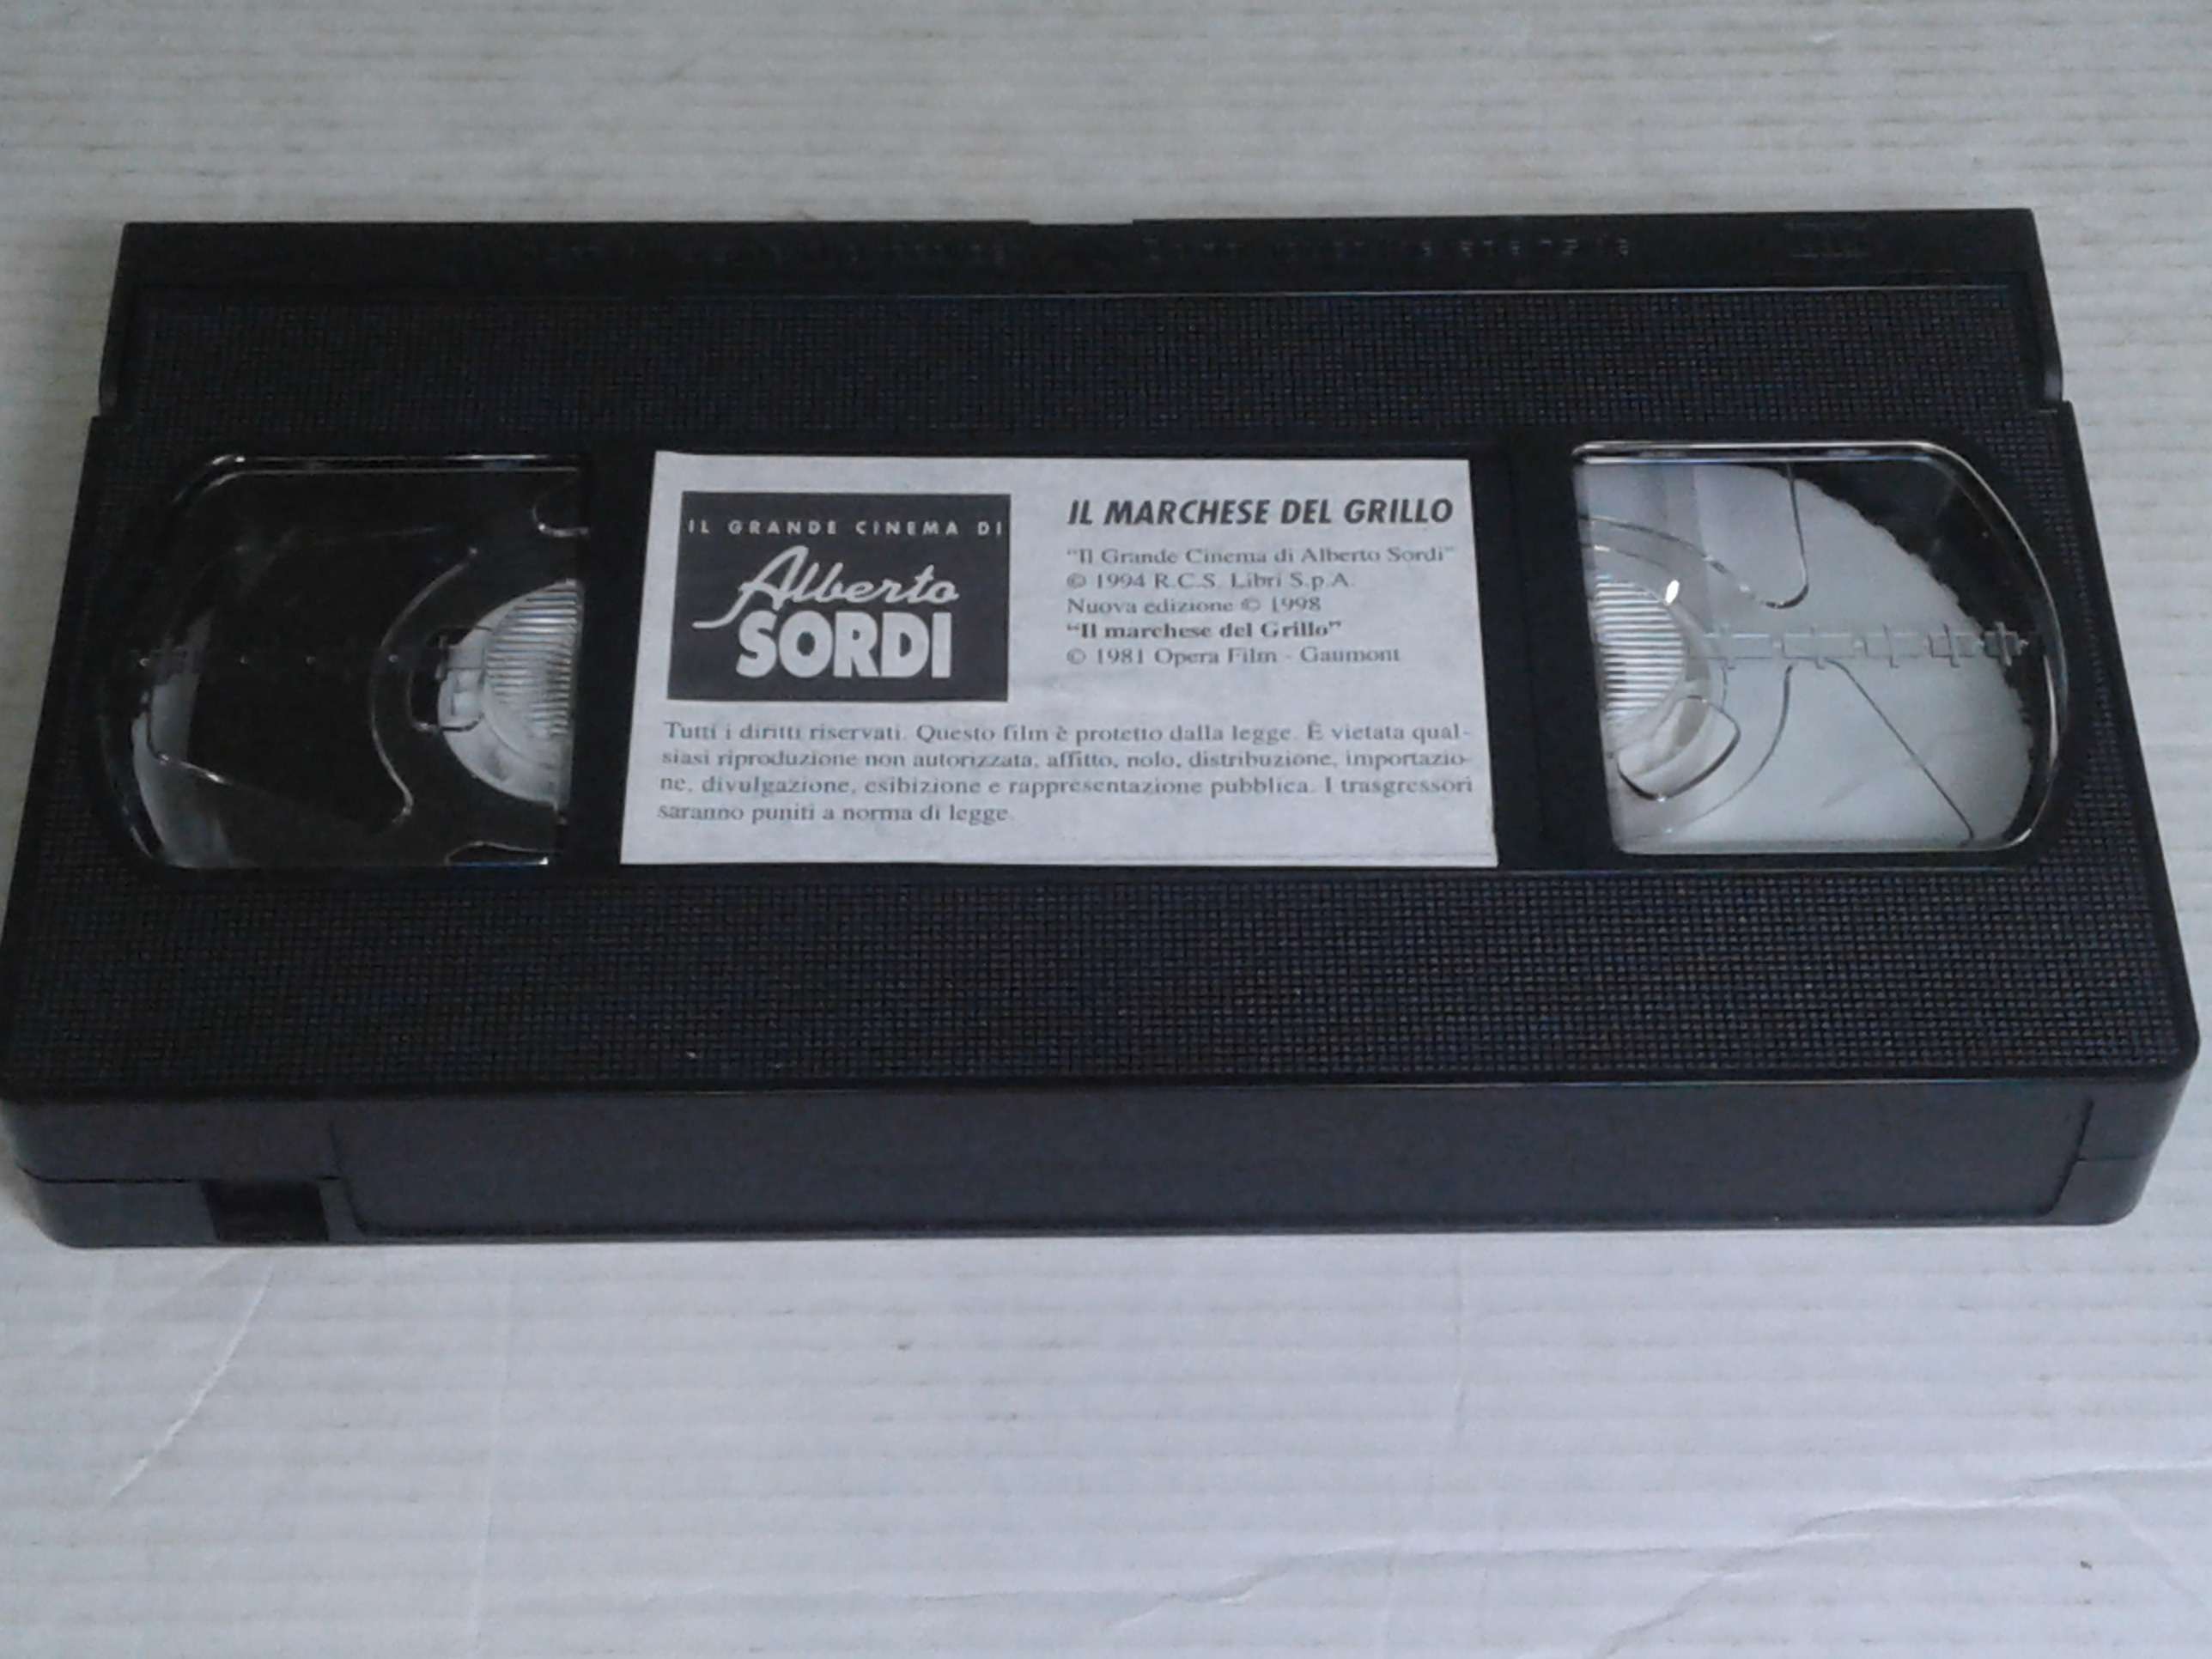 IL GRANDE CINEMA DI
Alberto
SORDI
IL MARCHESE DEL GRILLO
"Il Grande Cinema di Alberto Sordi"
© 1994 R.C.S. Libri S.p.A.
Nuova edizione © 1998
"Il marchese del Grillo"
© 1981 Opera Film - Gaumont
Tutti i diritti riservati. Questo film è protetto dalla legge. È vietata qual-
siasi riproduzione non autorizzata, affitto, nolo, distribuzione, importazio-
ne, divulgazione, esibizione e rappresentazione pubblica. I trasgressori
saranno puniti a norma di legge.